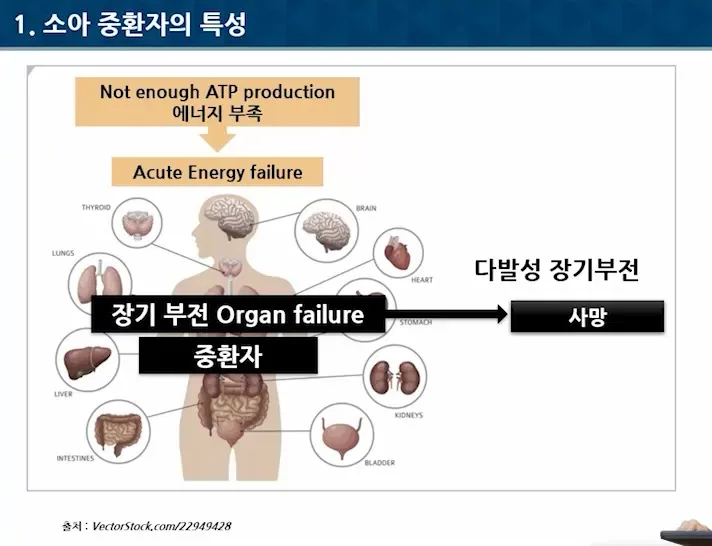 1. 소아 중환자의 특성
Not enough ATP production
에너지 부족
Acute Energy failure
THYROID
BRAIN
LUNGS
HEART
다발성 장기부전
장기 부전 Organ failure
STOMACH
사망
중환자
LIVER
KIDNEYS
INTESTINES
BLADDER
출처 : VectorStock.com/22949428